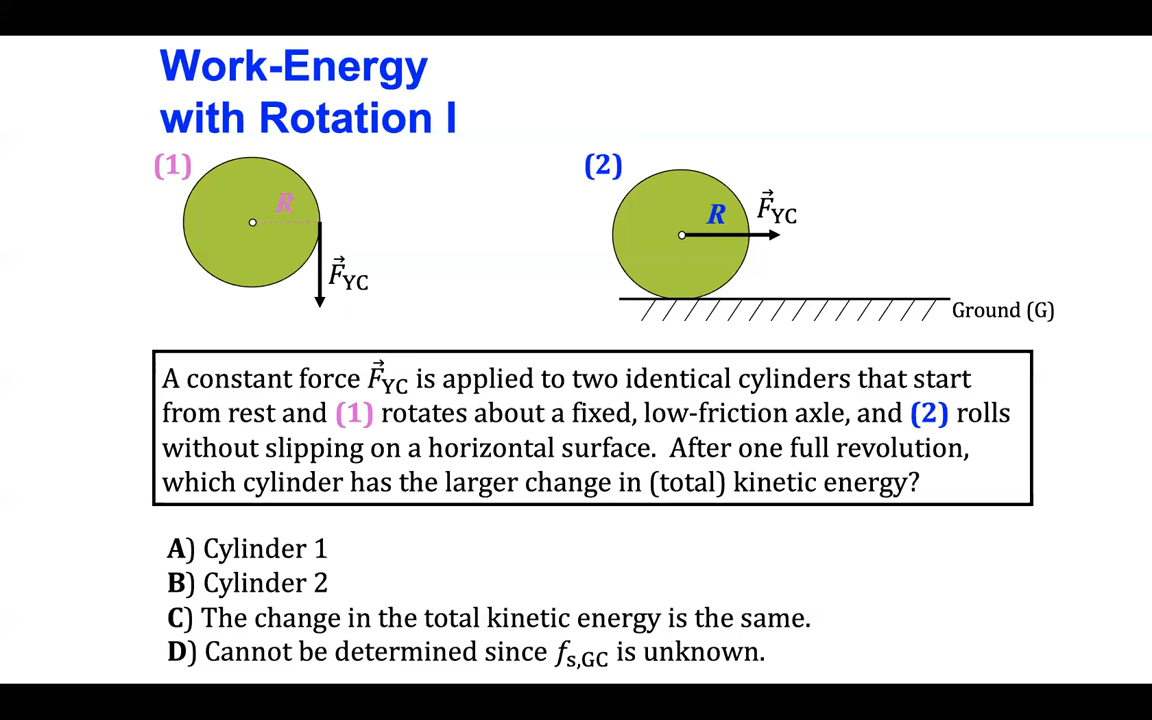 Work-Energy
with Rotation I
(1)
R
F⃗YC
(2)
R
F⃗YC
Ground (G)
A constant force F⃗YC is applied to two identical cylinders that start
from rest and (1) rotates about a fixed, low-friction axle, and (2) rolls
without slipping on a horizontal surface. After one full revolution,
which cylinder has the larger change in (total) kinetic energy?
A) Cylinder 1
B) Cylinder 2
C) The change in the total kinetic energy is the same.
D) Cannot be determined since fs,GC is unknown.